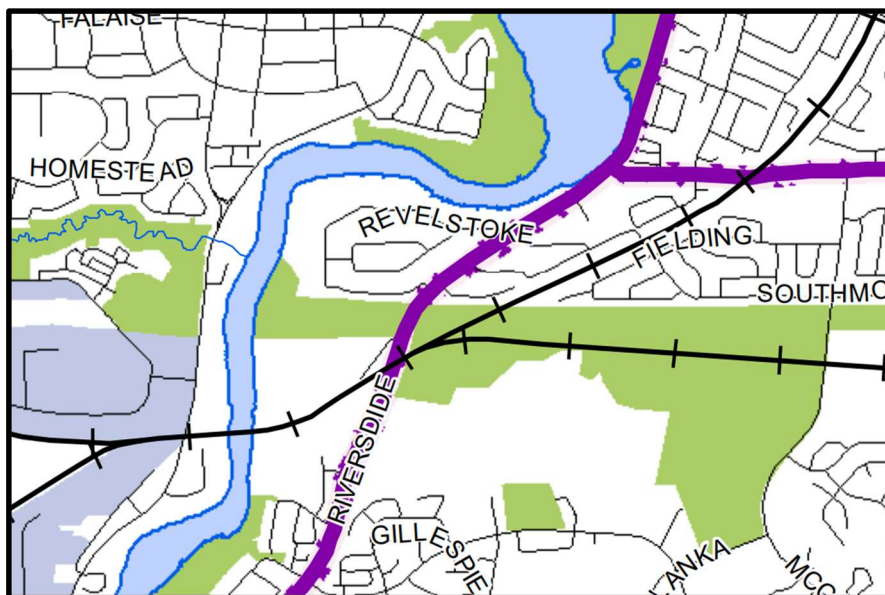 FALAISE
HOMESTEAD
REVELSTOKE
FIELDING
SOUTHMO
RIVERSDIDE
GILLESPIE
LANKA
MCC